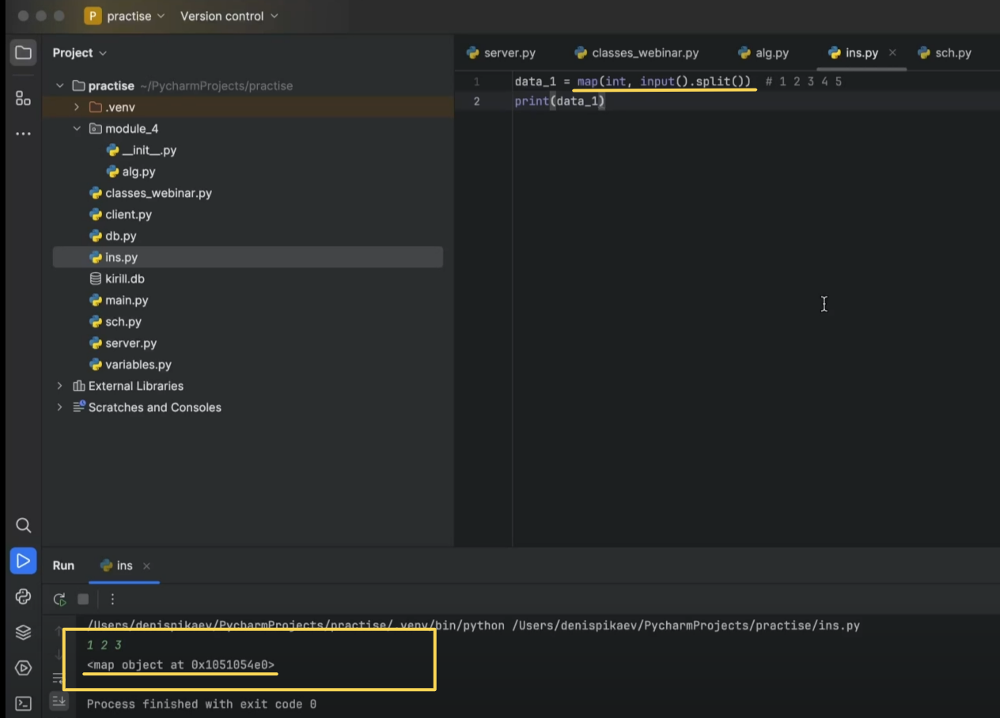 P practise Version control
Project
server.py classes_webinar.py alg.py ins.py sch.py
practise ~/PycharmProjects/practise
.venv
module_4
__init__.py
alg.py
classes_webinar.py
client.py
db.py
ins.py
kirill.db
main.py
sch.py
server.py
variables.py
External Libraries
Scratches and Consoles
1 data_1 = map(int, input().split()) # 1 2 3 4 5
2 print(data_1)
Run ins
/Users/denispikaev/PycharmProjects/practise/.venv/bin/python /Users/denispikaev/PycharmProjects/practise/ins.py
1 2 3
<map object at 0x1051054e0>
Process finished with exit code 0